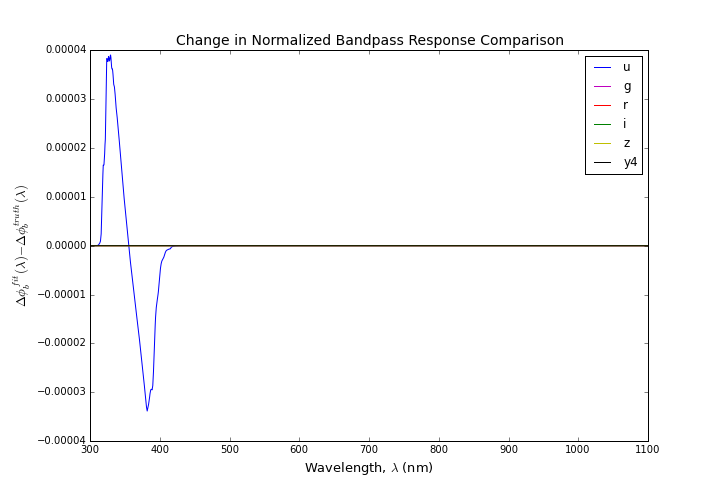 Change in Normalized Bandpass Response Comparison
0.00004
0.00003
0.00002
0.00001
0.00000
−0.00001
−0.00002
−0.00003
−0.00004
Δϕ_b^{fit}(λ)−Δϕ_b^{truth}(λ)
u
g
r
i
z
y4
300 400 500 600 700 800 900 1000 1100
Wavelength, λ (nm)